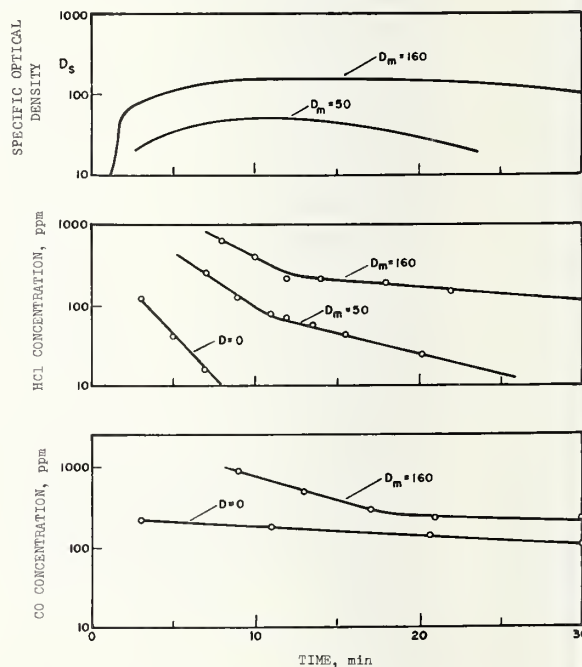 1000
SPECIFIC OPTICAL
DENSITY
Ds
Dm=160
100
Dm=50
10
1000
HCl CONCENTRATION, ppm
Dm=160
100
Dm=50
D=0
10
1000
CO CONCENTRATION, ppm
Dm=160
D=0
100
10
0
10
20
30
TIME, min